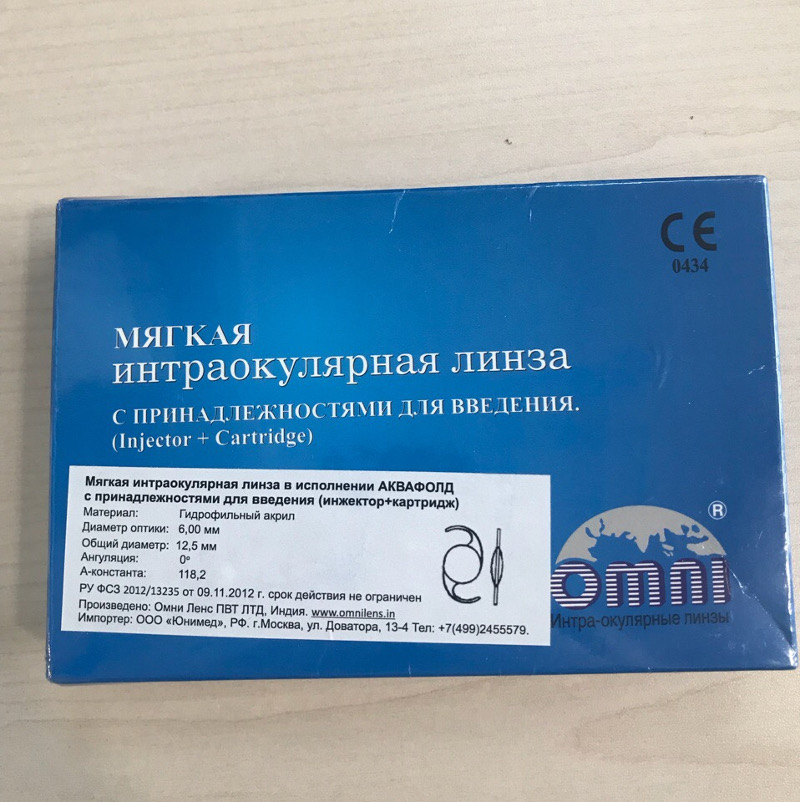 CE
0434
МЯГКАЯ
интраокулярная линза
С ПРИНАДЛЕЖНОСТЯМИ ДЛЯ ВВЕДЕНИЯ.
(Injector + Cartridge)
Мягкая интраокулярная линза в исполнении АКВАФОЛД
с принадлежностями для введения (инжектор+картридж)
Материал: Гидрофильный акрил
Диаметр оптики: 6,00 мм
Общий диаметр: 12,5 мм
Ангуляция: 0º
А-константа: 118,2
РУ ФСЗ 2012/13235 от 09.11.2012 г. срок действия не ограничен
Произведено: Омни Ленс ПВТ ЛТД, Индия. www.omnilens.in
Импортер: ООО «Юнимед», РФ. г.Москва, ул. Доватора, 13-4 Тел: +7(499)2455579.
®
omni
Интра-окулярные линзы